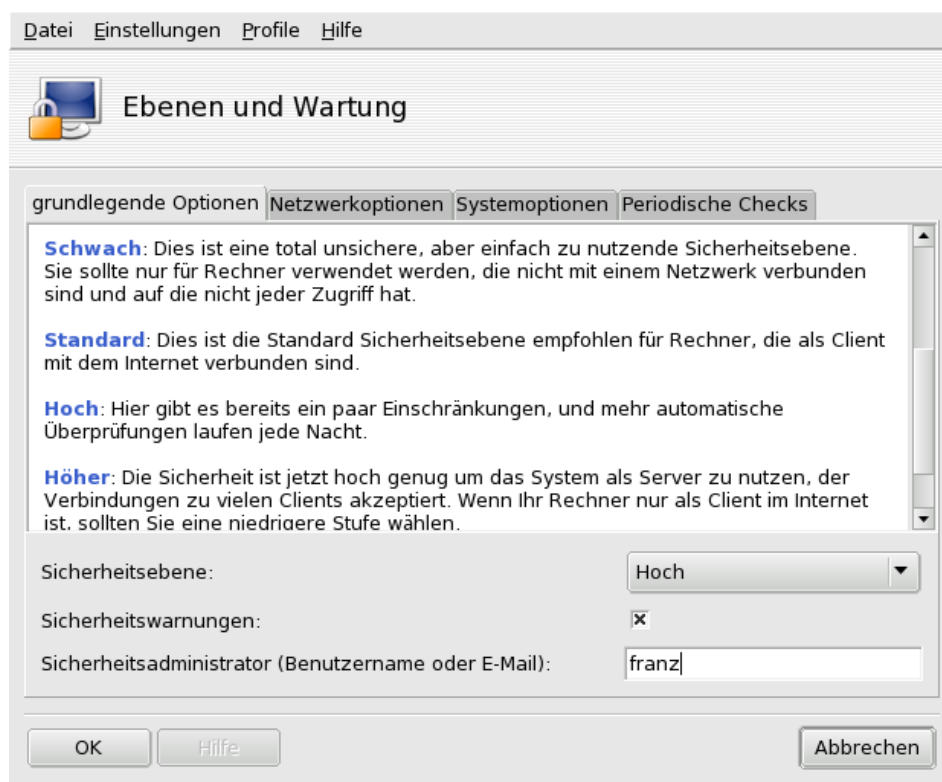 Datei Einstellungen Profile Hilfe
Ebenen und Wartung
grundlegende Optionen Netzwerkoptionen Systemoptionen Periodische Checks
Schwach: Dies ist eine total unsichere, aber einfach zu nutzende Sicherheitsebene.
Sie sollte nur für Rechner verwendet werden, die nicht mit einem Netzwerk verbunden
sind und auf die nicht jeder Zugriff hat.
Standard: Dies ist die Standard Sicherheitsebene empfohlen für Rechner, die als Client
mit dem Internet verbunden sind.
Hoch: Hier gibt es bereits ein paar Einschränkungen, und mehr automatische
Überprüfungen laufen jede Nacht.
Höher: Die Sicherheit ist jetzt hoch genug um das System als Server zu nutzen, der
Verbindungen zu vielen Clients akzeptiert. Wenn Ihr Rechner nur als Client im Internet
ist, sollten Sie eine niedrigere Stufe wählen.
Sicherheitsebene: Hoch
Sicherheitswarnungen:
Sicherheitsadministrator (Benutzername oder E-Mail): franz
OK Hilfe Abbrechen